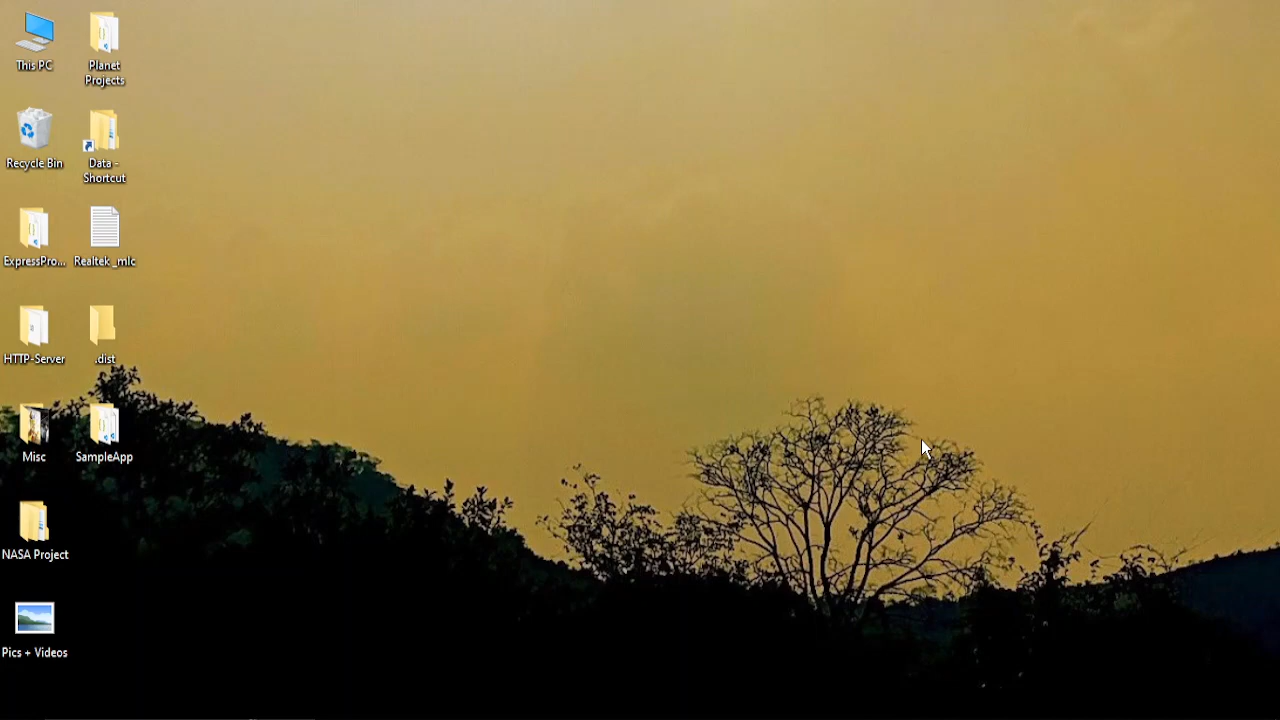 This PC
Planet
Projects
Recycle Bin
Data -
Shortcut
ExpressPro...
Realtek_mic
HTTP-Server
.dist
Misc
SampleApp
NASA Project
Pics + Videos